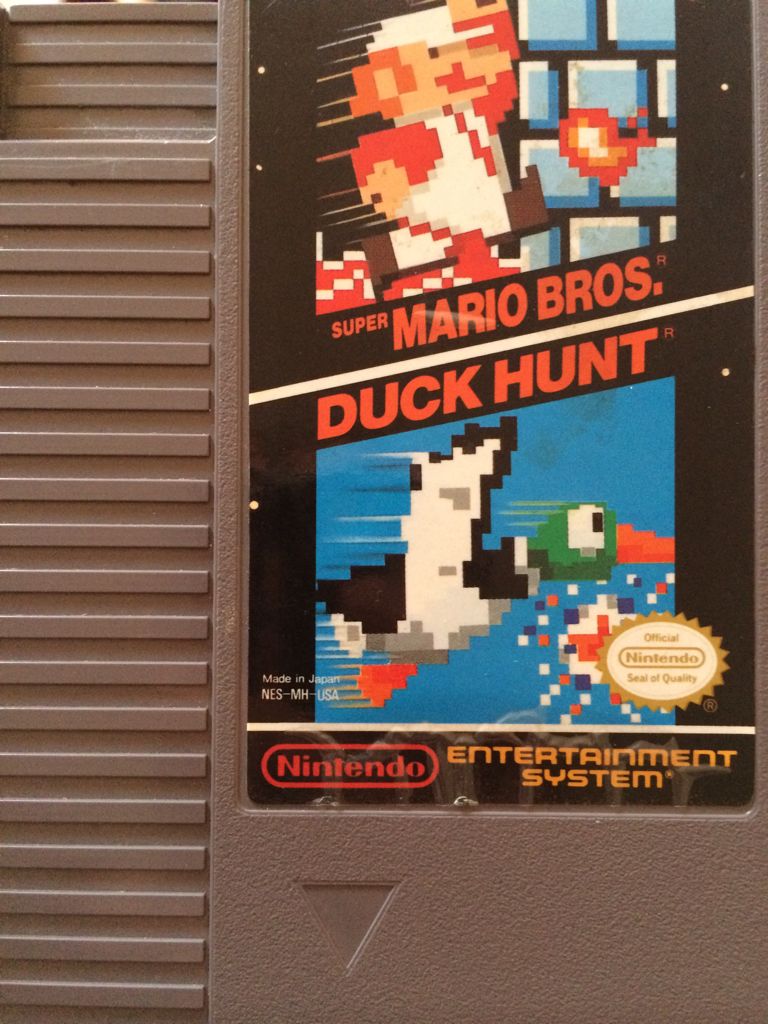 SUPER MARIO BROS.®
DUCK HUNT®
Made in Japan
NES-MH-USA
Official
Nintendo
Seal of Quality
®
Nintendo®
ENTERTAINMENT
SYSTEM®